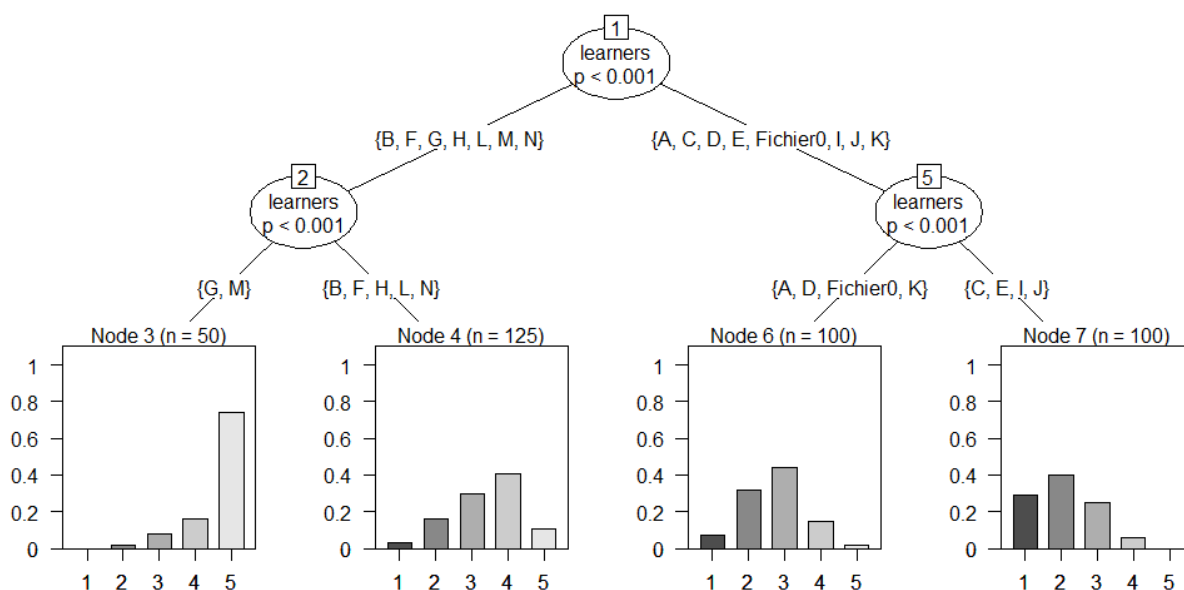 1
learners
p < 0.001
{B, F, G, H, L, M, N}
{A, C, D, E, Fichier0, I, J, K}
2
learners
p < 0.001
5
learners
p < 0.001
{G, M}
{B, F, H, L, N}
{A, D, Fichier0, K}
{C, E, I, J}
Node 3 (n = 50)
1
0.8
0.6
0.4
0.2
0
1 2 3 4 5
Node 4 (n = 125)
1
0.8
0.6
0.4
0.2
0
1 2 3 4 5
Node 6 (n = 100)
1
0.8
0.6
0.4
0.2
0
1 2 3 4 5
Node 7 (n = 100)
1
0.8
0.6
0.4
0.2
0
1 2 3 4 5